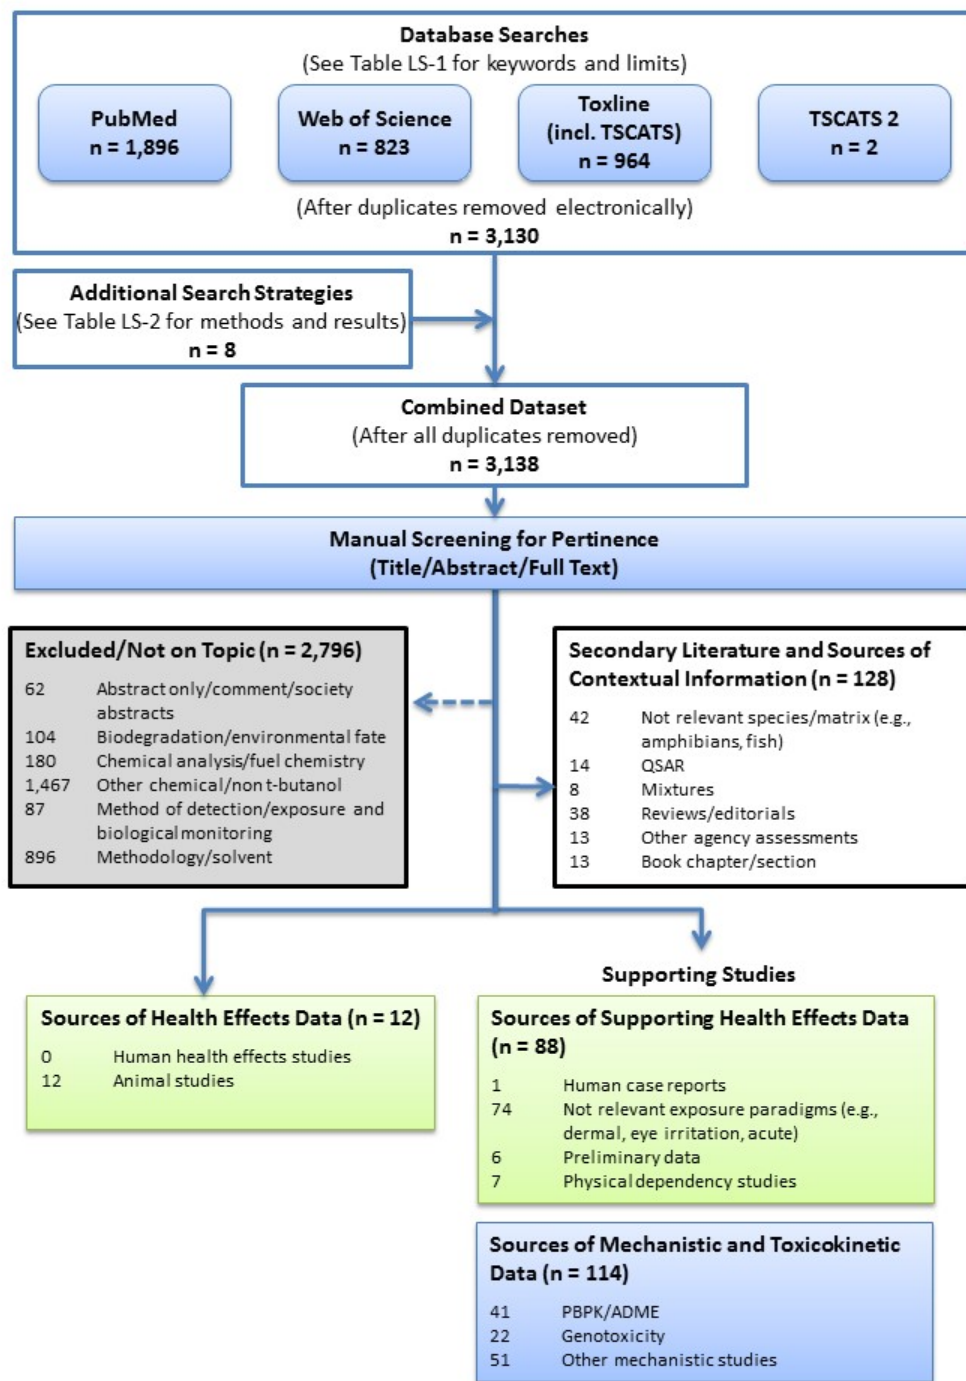 Database Searches
(See Table LS-1 for keywords and limits)
PubMed
n = 1,896
Web of Science
n = 823
Toxline
(incl. TSCATS)
n = 964
TSCATS 2
n = 2
(After duplicates removed electronically)
n = 3,130
Additional Search Strategies
(See Table LS-2 for methods and results)
n = 8
Combined Dataset
(After all duplicates removed)
n = 3,138
Manual Screening for Pertinence
(Title/Abstract/Full Text)
Excluded/Not on Topic (n = 2,796)
62 Abstract only/comment/society
abstracts
104 Biodegradation/environmental fate
180 Chemical analysis/fuel chemistry
1,467 Other chemical/non t-butanol
87 Method of detection/exposure and
biological monitoring
896 Methodology/solvent
Secondary Literature and Sources of
Contextual Information (n = 128)
42 Not relevant species/matrix (e.g.,
amphibians, fish)
14 QSAR
8 Mixtures
38 Reviews/editorials
13 Other agency assessments
13 Book chapter/section
Sources of Health Effects Data (n = 12)
0 Human health effects studies
12 Animal studies
Supporting Studies
Sources of Supporting Health Effects Data
(n = 88)
1 Human case reports
74 Not relevant exposure paradigms (e.g.,
dermal, eye irritation, acute)
6 Preliminary data
7 Physical dependency studies
Sources of Mechanistic and Toxicokinetic
Data (n = 114)
41 PBPK/ADME
22 Genotoxicity
51 Other mechanistic studies